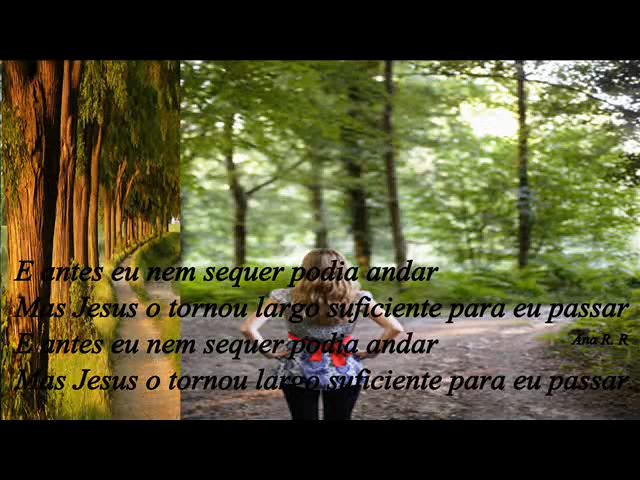 E antes eu nem sequer podia andar
Mas Jesus o tornou largo suficiente para eu passar
E antes eu nem sequer podia andar
Ana R. R
Mas Jesus o tornou largo suficiente para eu passar